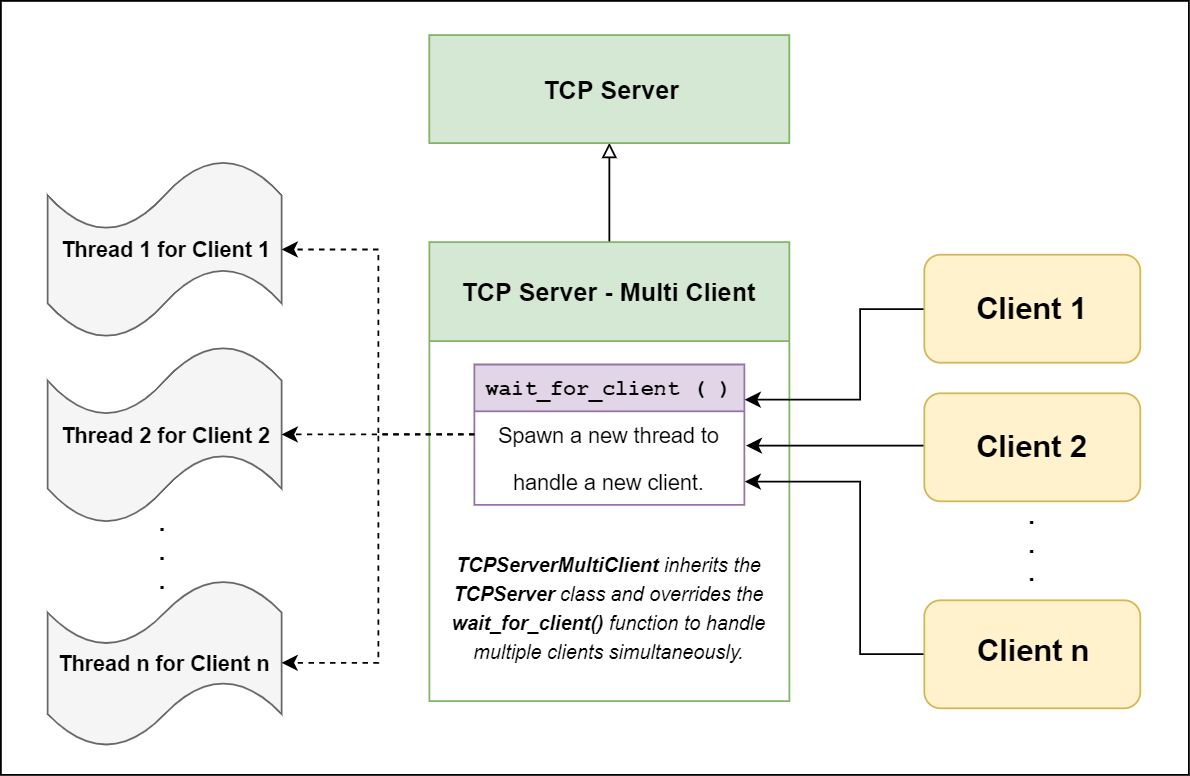 TCP Server
Thread 1 for Client 1
TCP Server - Multi Client
Client 1
wait_for_client ( )
Spawn a new thread to
handle a new client.
Thread 2 for Client 2
Client 2
.
.
.
.
.
.
TCPServerMultiClient inherits the
TCPServer class and overrides the
wait_for_client() function to handle
multiple clients simultaneously.
Thread n for Client n
Client n